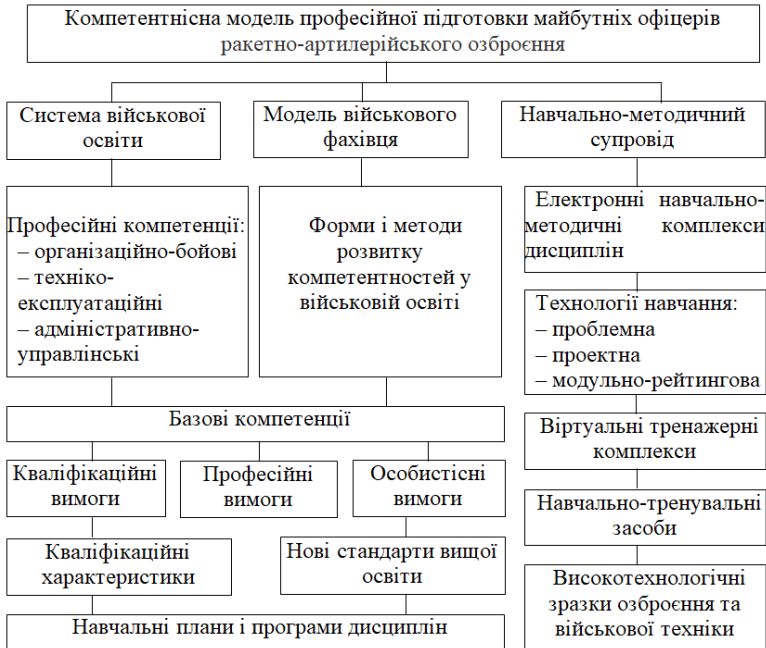 Компетентнісна модель професійної підготовки майбутніх офіцерів
ракетно-артилерійського озброєння
Система військової
освіти
Модель військового
фахівця
Навчально-методичний
супровід
Професійні компетенції:
– організаційно-бойові
– техніко-
експлуатаційні
– адміністративно-
управлінські
Форми і методи
розвитку
компетентностей у
військовій освіті
Електронні навчально-
методичні комплекси
дисциплін
Технології навчання:
– проблемна
– проектна
– модульно-рейтингова
Базові компетенції
Віртуальні тренажерні
комплекси
Кваліфікаційні
вимоги
Професійні
вимоги
Особистісні
вимоги
Навчально-тренувальні
засоби
Кваліфікаційні
характеристики
Нові стандарти вищої
освіти
Високотехнологічні
зразки озброєння та
військової техніки
Навчальні плани і програми дисциплін